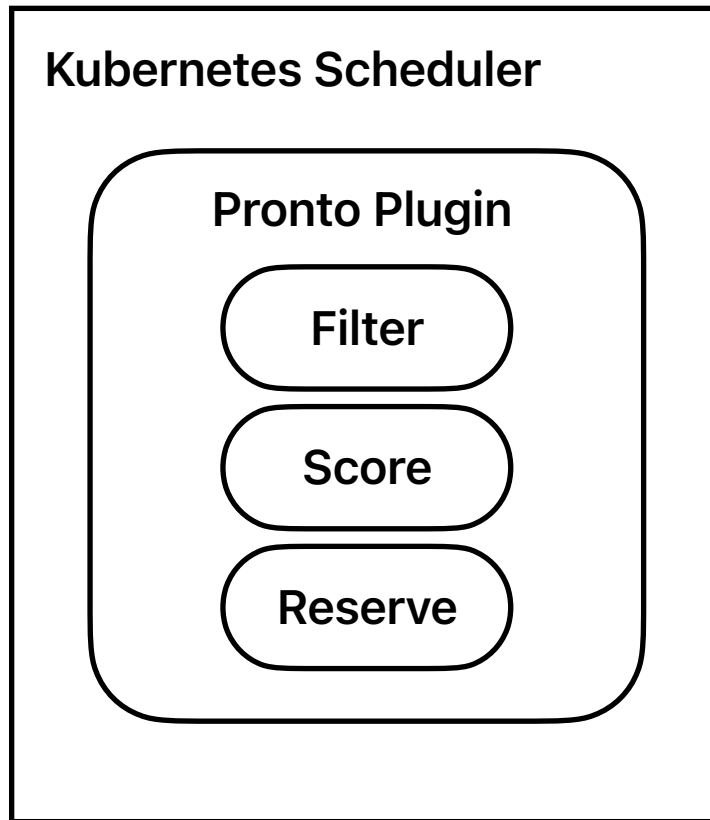 Kubernetes Scheduler
Pronto Plugin
Filter
Score
Reserve